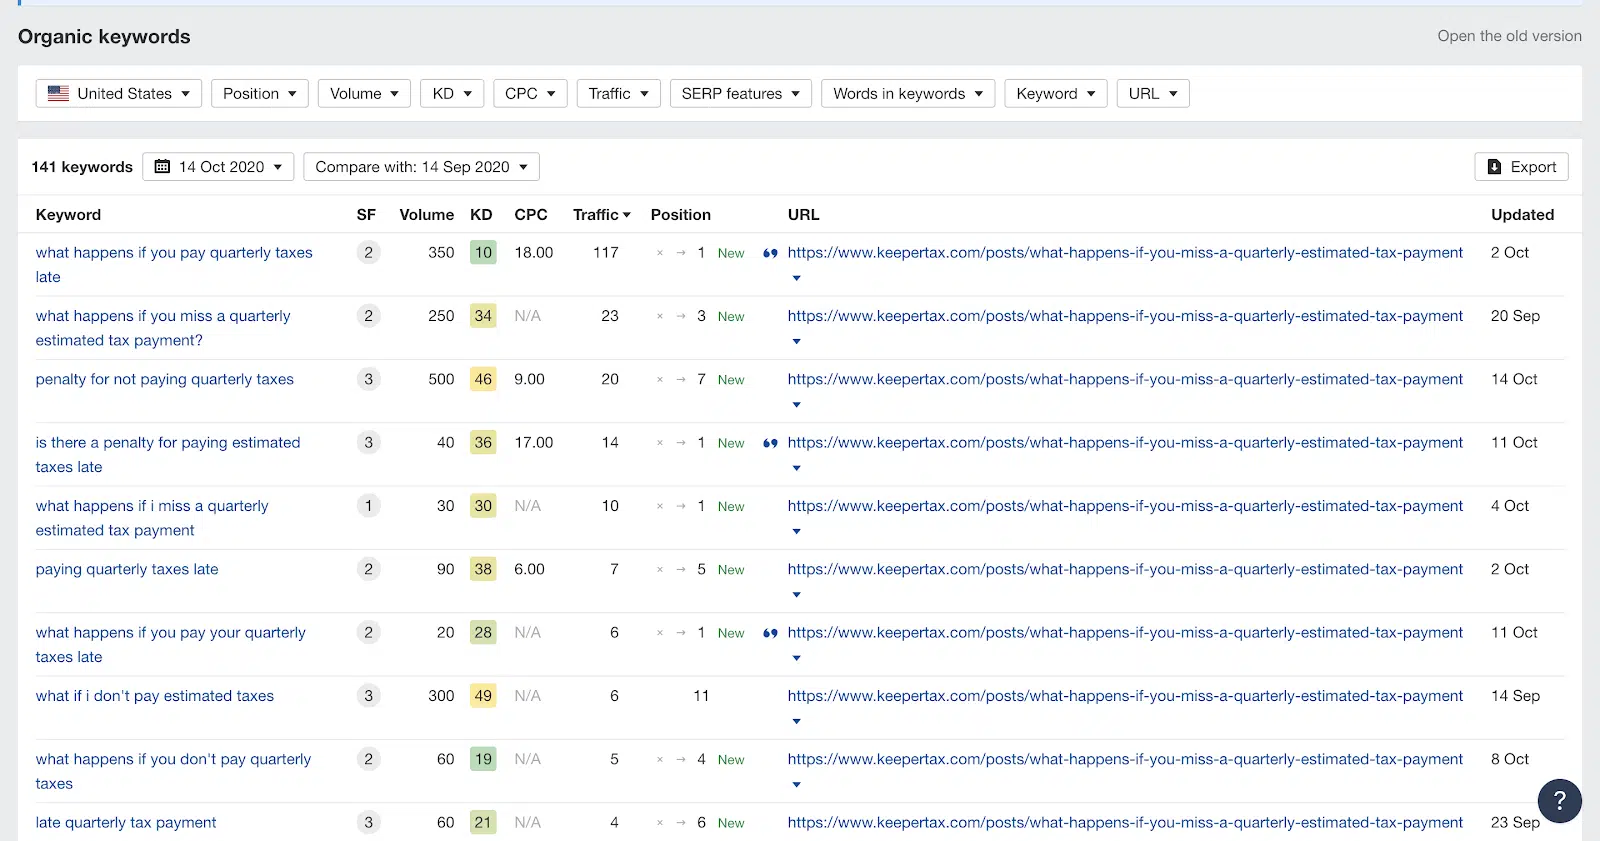 Organic keywords
Open the old version
United States Position Volume KD CPC Traffic SERP features Words in keywords Keyword URL
141 keywords 14 Oct 2020 Compare with: 14 Sep 2020 Export
Keyword SF Volume KD CPC Traffic Position URL Updated
what happens if you pay quarterly taxes 2 350 10 18.00 117 × → 1 New https://www.keepertax.com/posts/what-happens-if-you-miss-a-quarterly-estimated-tax-payment 2 Oct
late
what happens if you miss a quarterly 2 250 34 N/A 23 × → 3 New https://www.keepertax.com/posts/what-happens-if-you-miss-a-quarterly-estimated-tax-payment 20 Sep
estimated tax payment?
penalty for not paying quarterly taxes 3 500 46 9.00 20 × → 7 New https://www.keepertax.com/posts/what-happens-if-you-miss-a-quarterly-estimated-tax-payment 14 Oct
is there a penalty for paying estimated 3 40 36 17.00 14 × → 1 New https://www.keepertax.com/posts/what-happens-if-you-miss-a-quarterly-estimated-tax-payment 11 Oct
taxes late
what happens if i miss a quarterly 1 30 30 N/A 10 × → 1 New https://www.keepertax.com/posts/what-happens-if-you-miss-a-quarterly-estimated-tax-payment 4 Oct
estimated tax payment
paying quarterly taxes late 2 90 38 6.00 7 × → 5 New https://www.keepertax.com/posts/what-happens-if-you-miss-a-quarterly-estimated-tax-payment 2 Oct
what happens if you pay your quarterly 2 20 28 N/A 6 × → 1 New https://www.keepertax.com/posts/what-happens-if-you-miss-a-quarterly-estimated-tax-payment 11 Oct
taxes late
what if i don't pay estimated taxes 3 300 49 N/A 6 11 https://www.keepertax.com/posts/what-happens-if-you-miss-a-quarterly-estimated-tax-payment 14 Sep
what happens if you don't pay quarterly 2 60 19 N/A 5 × → 4 New https://www.keepertax.com/posts/what-happens-if-you-miss-a-quarterly-estimated-tax-payment 8 Oct
taxes
?
late quarterly tax payment 3 60 21 N/A 4 × → 6 New https://www.keepertax.com/posts/what-happens-if-you-miss-a-quarterly-estimated-tax-payment 23 Sep